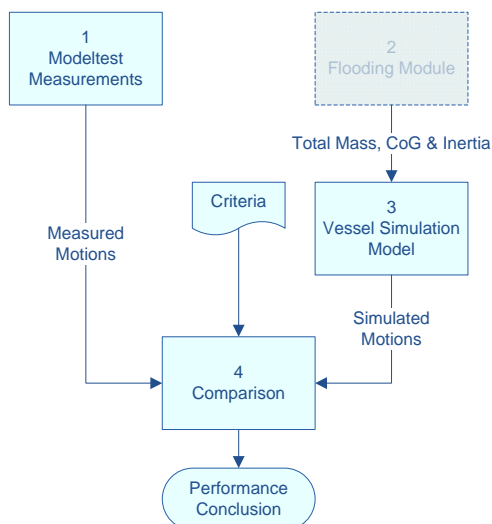 1
Modeltest
Measurements
2
Flooding Module
Total Mass, CoG & Inertia
Criteria
3
Vessel Simulation
Model
Measured
Motions
Simulated
Motions
4
Comparison
Performance
Conclusion